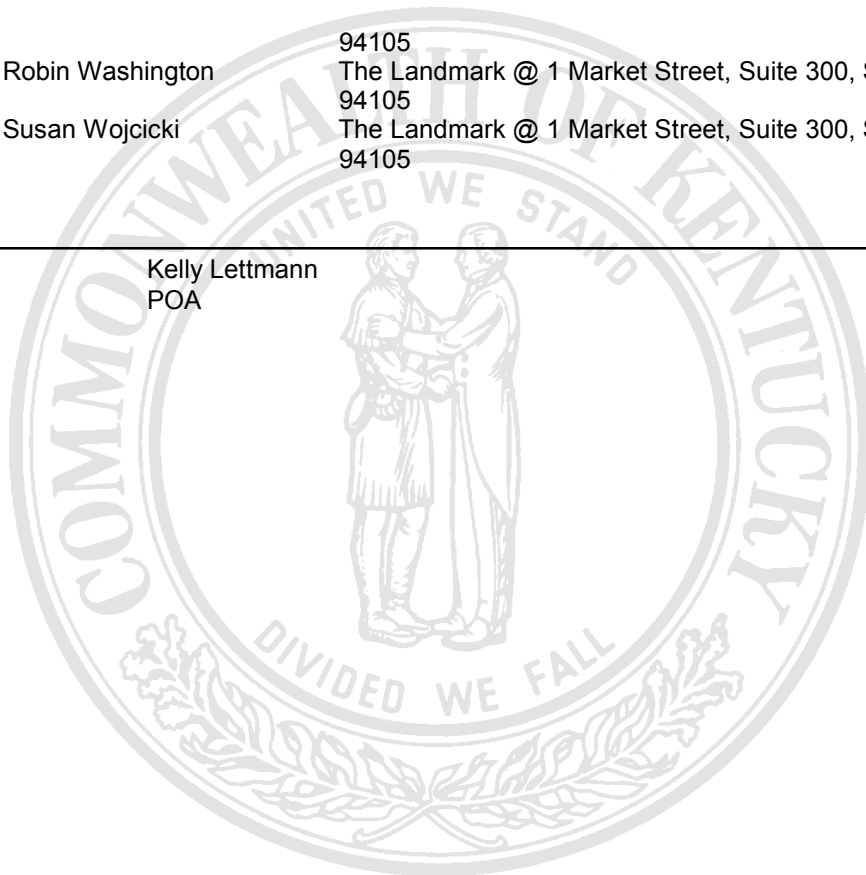 94105
Robin Washington The Landmark @ 1 Market Street, Suite 300,
94105
Susan Wojcicki The Landmark @ 1 Market Street, Suite 300,
94105
Kelly Lettmann
POA
COMMONWEALTH OF KENTUCKY
UNITED WE STAND
DIVIDED WE FALL